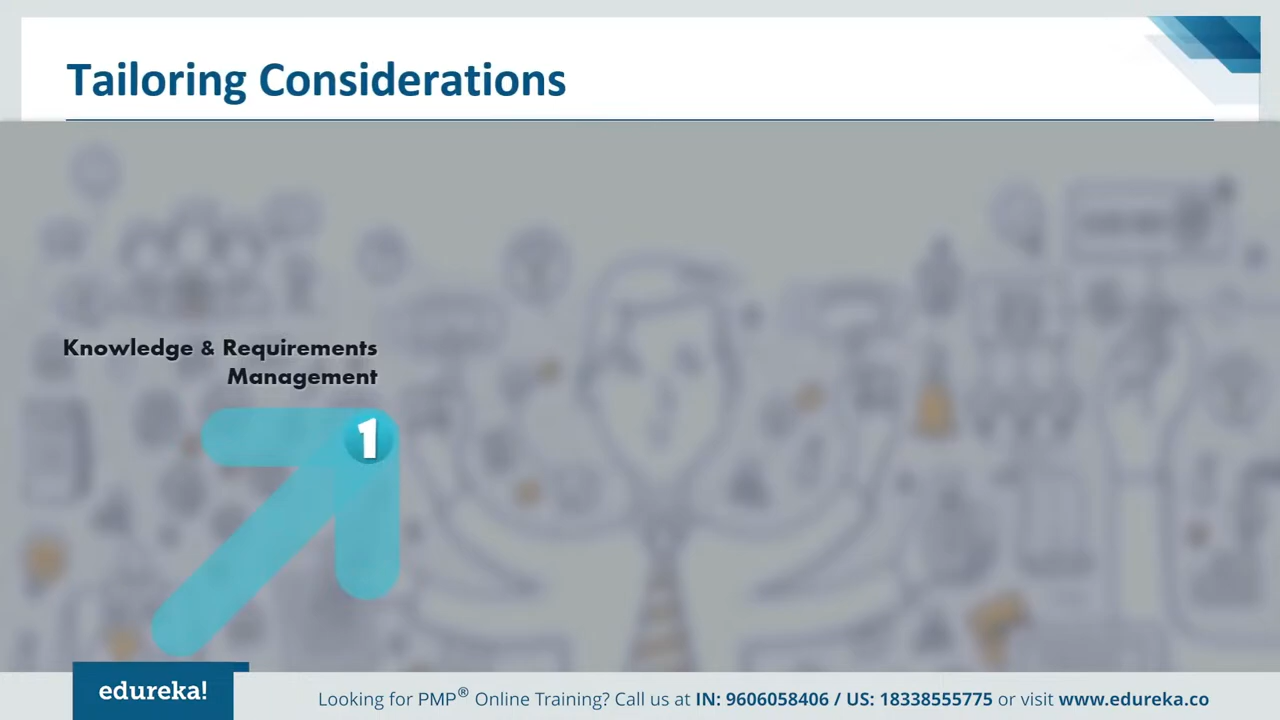 Tailoring Considerations
Knowledge & Requirements
Management
1
edureka!
Looking for PMP® Online Training? Call us at IN: 9606058406 / US: 18338555775 or visit www.edureka.co